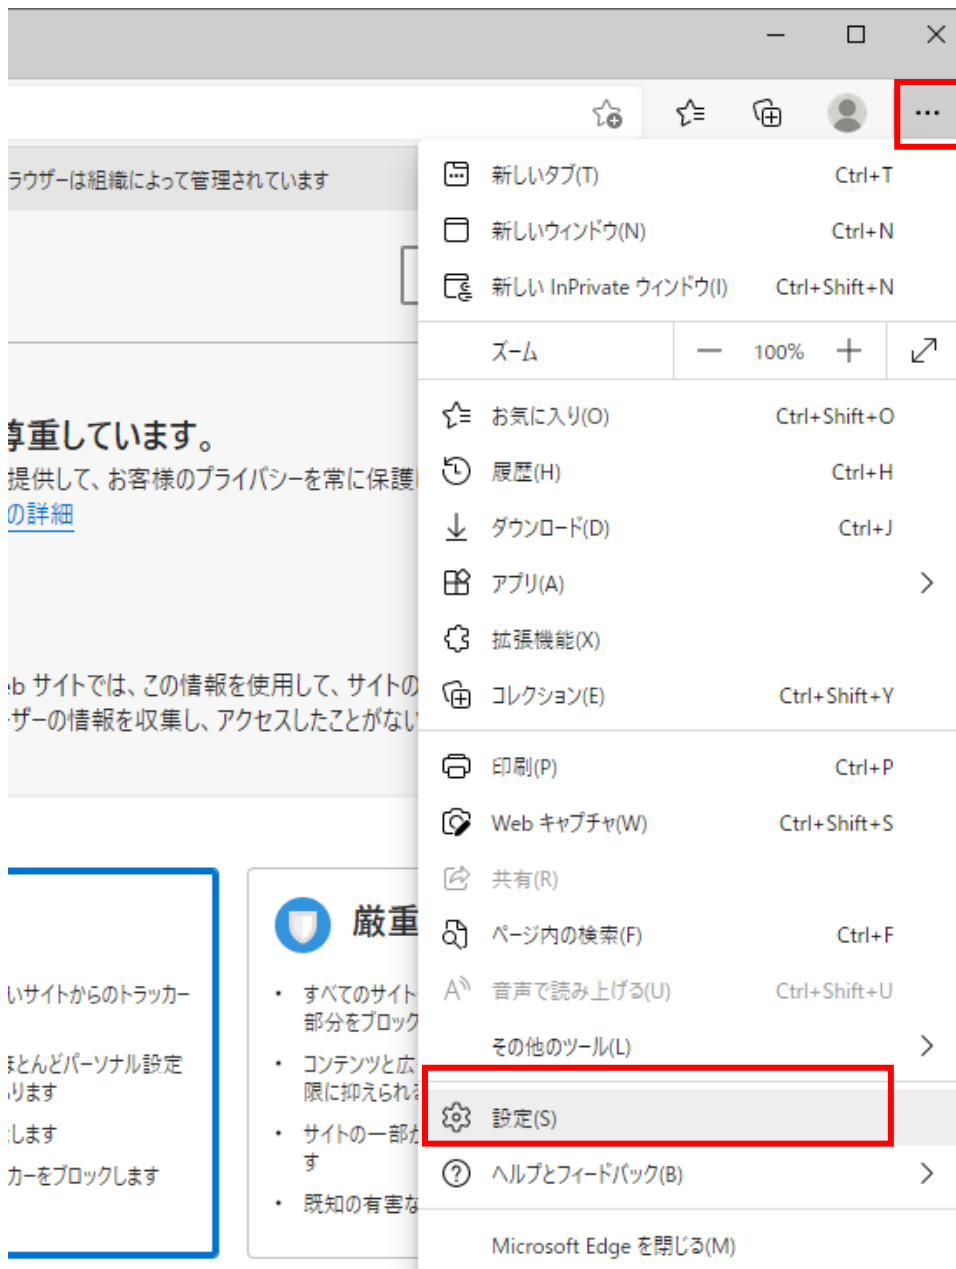 ラウザーは組織によって管理されています
尊重しています。
提供して、お客様のプライバシーを常に保護
の詳細
eb サイトでは、この情報を使用して、サイトの
ーザーの情報を収集し、アクセスしたことがない
いサイトからのトラッカー
ほとんどパーソナル設定
ります
します
カーをブロックします
厳重
• すべてのサイト
部分をブロック
• コンテンツと広
限に抑えられ
• サイトの一部が
す
• 既知の有害な
新しいタブ(T) Ctrl+T
新しいウィンドウ(N) Ctrl+N
新しい InPrivate ウィンドウ(I) Ctrl+Shift+N
ズーム 100%
お気に入り(O) Ctrl+Shift+O
履歴(H) Ctrl+H
ダウンロード(D) Ctrl+J
アプリ(A)
拡張機能(X)
コレクション(E) Ctrl+Shift+Y
印刷(P) Ctrl+P
Web キャプチャ(W) Ctrl+Shift+S
共有(R)
ページ内の検索(F) Ctrl+F
音声で読み上げる(U) Ctrl+Shift+U
その他のツール(L)
設定(S)
ヘルプとフィードバック(B)
Microsoft Edge を閉じる(M)